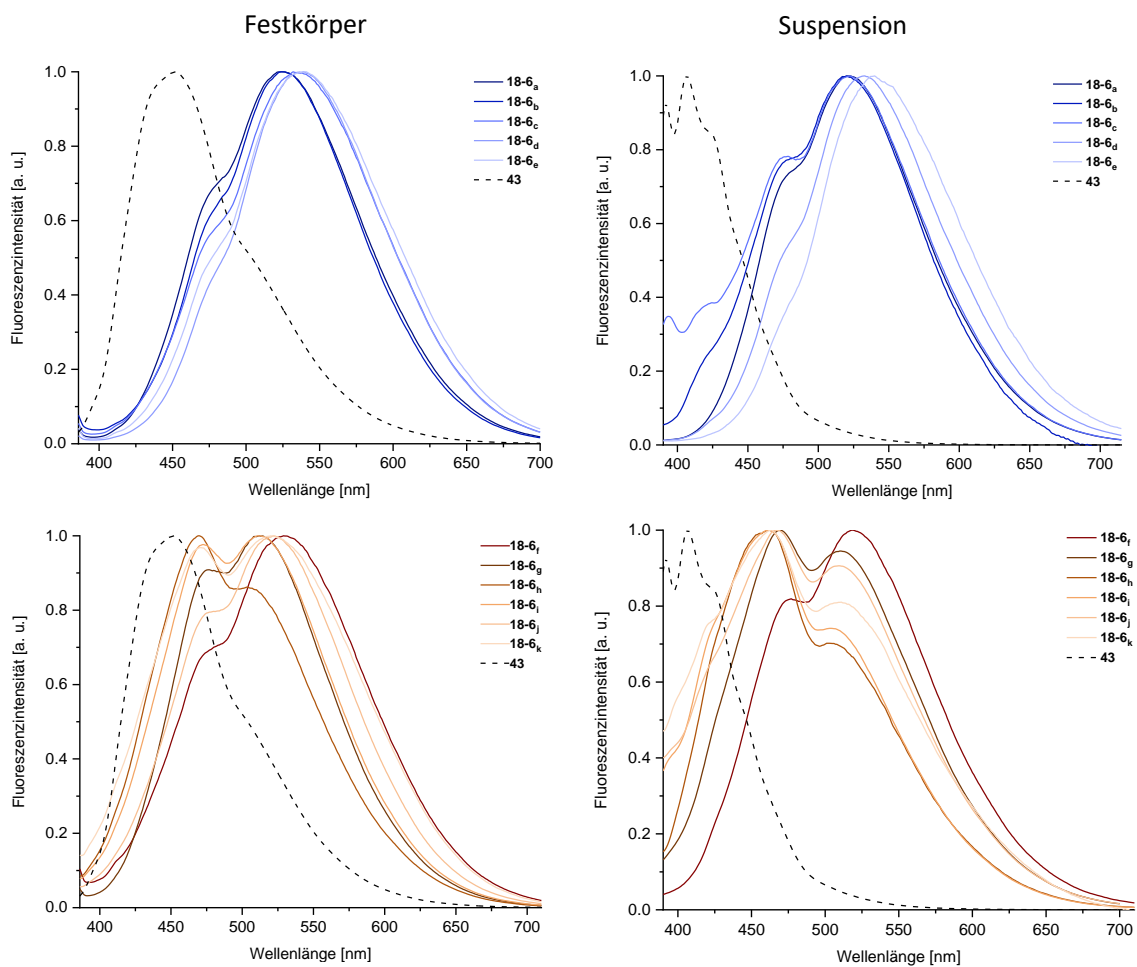 Festkörper
Suspension
1.0
0.8
0.6
0.4
0.2
0.0
Fluoreszenzintensität [a. u.]
400 450 500 550 600 650 700
Wellenlänge [nm]
18-6a
18-6b
18-6c
18-6d
18-6e
43
1.0
0.8
0.6
0.4
0.2
0.0
Fluoreszenzintensität [a. u.]
400 450 500 550 600 650 700
Wellenlänge [nm]
18-6a
18-6b
18-6c
18-6d
18-6e
43
1.0
0.8
0.6
0.4
0.2
0.0
Fluoreszenzintensität [a. u.]
400 450 500 550 600 650 700
Wellenlänge [nm]
18-6f
18-6g
18-6h
18-6i
18-6j
18-6k
43
1.0
0.8
0.6
0.4
0.2
0.0
Fluoreszenzintensität [a. u.]
400 450 500 550 600 650 700
Wellenlänge [nm]
18-6f
18-6g
18-6h
18-6i
18-6j
18-6k
43